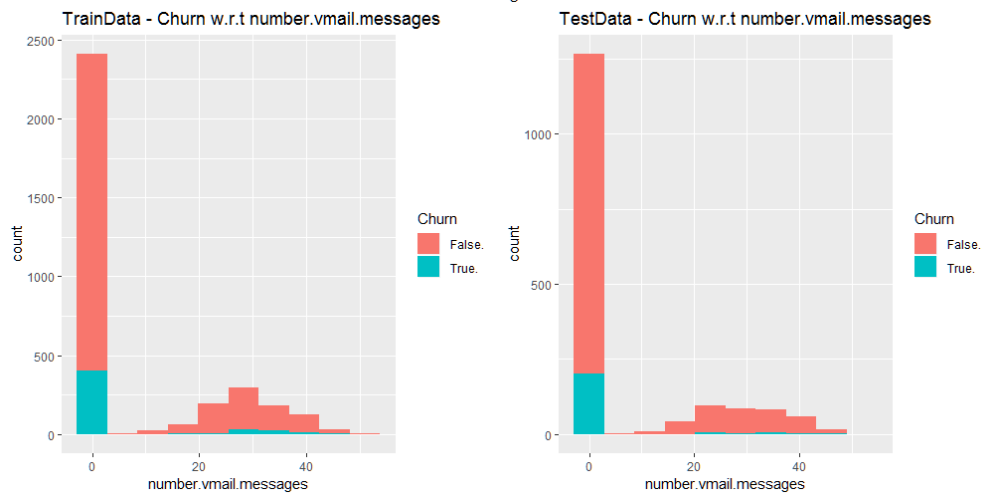 TrainData - Churn w.r.t number.vmail.messages
2500
2000
1500
1000
500
0
count
0 20 40
number.vmail.messages
Churn
False.
True.
TestData - Churn w.r.t number.vmail.messages
1000
500
0
count
0 20 40
number.vmail.messages
Churn
False.
True.